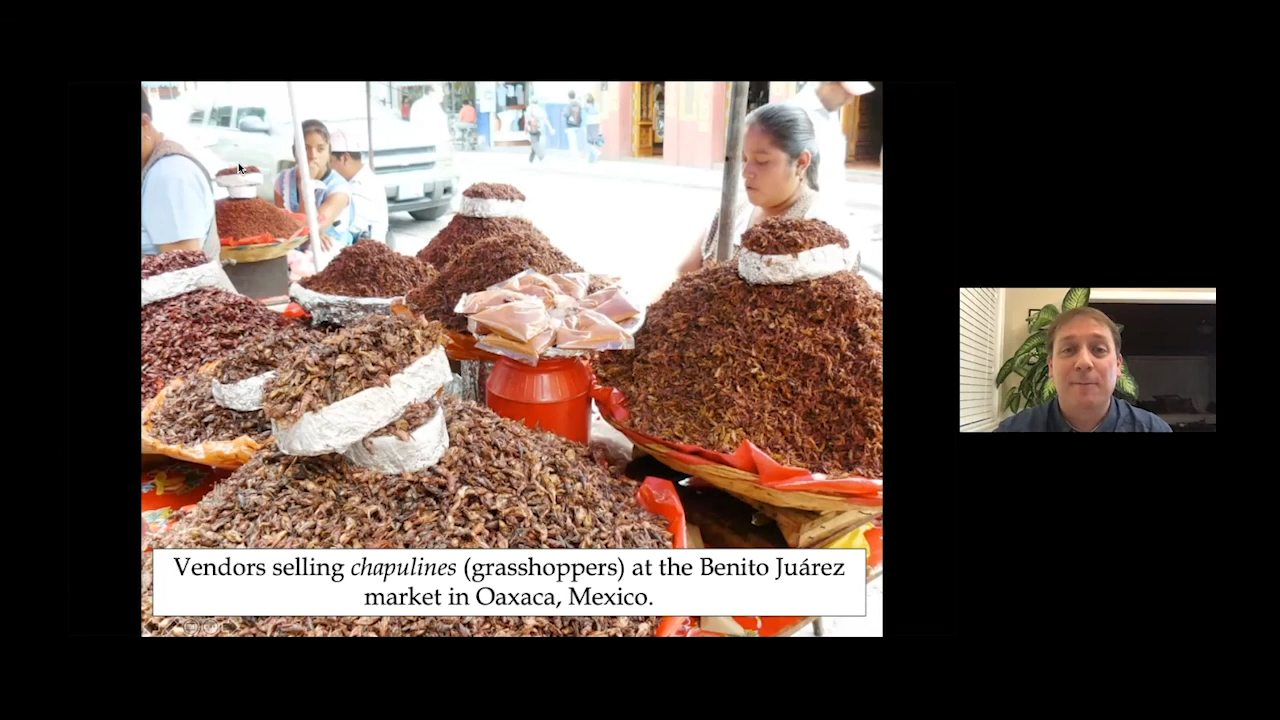 Vendors selling chapulines (grasshoppers) at the Benito Juárez
market in Oaxaca, Mexico.